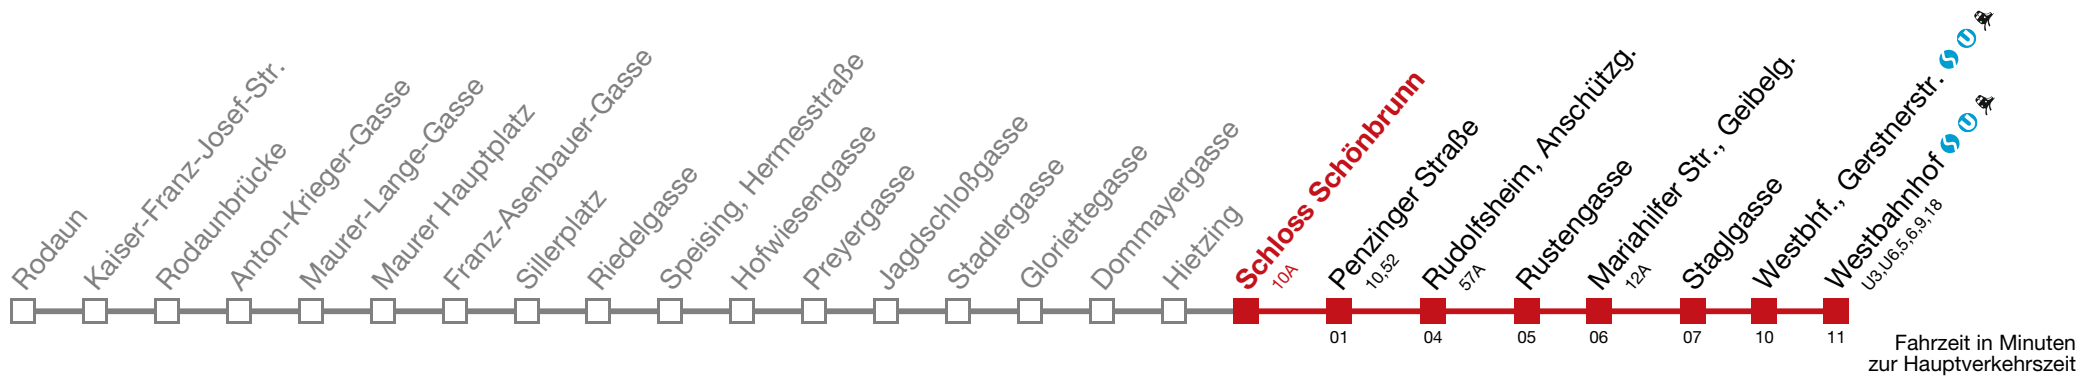 Rodaun
Kaiser-Franz-Josef-Str.
Rodaunbrücke
Anton-Krieger-Gasse
Maurer-Lange-Gasse
Maurer Hauptplatz
Franz-Asenbauer-Gasse
Sillerplatz
Riedelgasse
Speising, Hermesstraße
Hofwiesengasse
Preyergasse
Jagdschloßgasse
Stadlergasse
Gloriettegasse
Dommayergasse
Hietzing
Schloss Schönbrunn
10A
Penzinger Straße
10,52
Rudolfsheim, Anschützg.
57A
Rustengasse
Mariahilfer Str., Geibelg.
12A
Staglgasse
Westbhf., Gerstnerstr. S U
Westbahnhof S U
U3,U6,5,6,9,18
01 04 05 06 07 10 11
Fahrzeit in Minuten
zur Hauptverkehrszeit